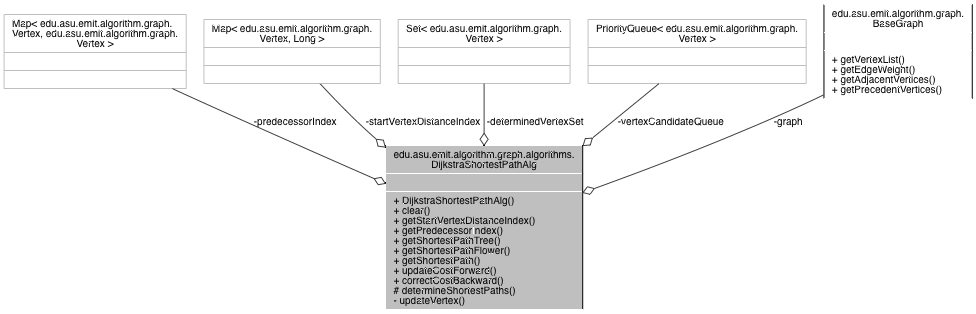 Map< edu.asu.emit.algorithm.graph.
Vertex, edu.asu.emit.algorithm.graph.
Vertex >
Map< edu.asu.emit.algorithm.graph.
Vertex, Long >
Set< edu.asu.emit.algorithm.graph.
Vertex >
PriorityQueue< edu.asu.emit.algorithm.graph.
Vertex >
edu.asu.emit.algorithm.graph.
BaseGraph
+ getVertexList()
+ getEdgeWeight()
+ getAdjacentVertices()
+ getPrecedentVertices()
-predecessorIndex
-startVertexDistanceIndex
-determinedVertexSet
-vertexCandidateQueue
-graph
edu.asu.emit.algorithm.graph.algorithms.
DijkstraShortestPathAlg
+ DijkstraShortestPathAlg()
+ clear()
+ getStartVertexDistanceIndex()
+ getPredecessorIndex()
+ getShortestPathTree()
+ getShortestPathFlower()
+ getShortestPath()
+ updateCostForward()
+ correctCostBackward()
# determineShortestPaths()
- updateVertex()